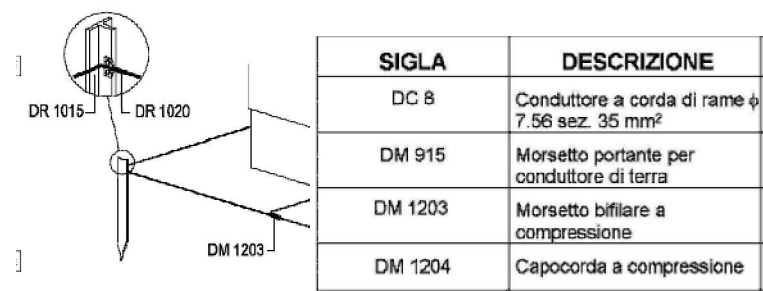 DR 1015
DR 1020
DM 1203
SIGLA DESCRIZIONE
DC 8 Conduttore a corda di rame ϕ
7.56 sez. 35 mm²
DM 915 Morsetto portante per
conduttore di terra
DM 1203 Morsetto bifilare a
compressione
DM 1204 Capocorda a compressione